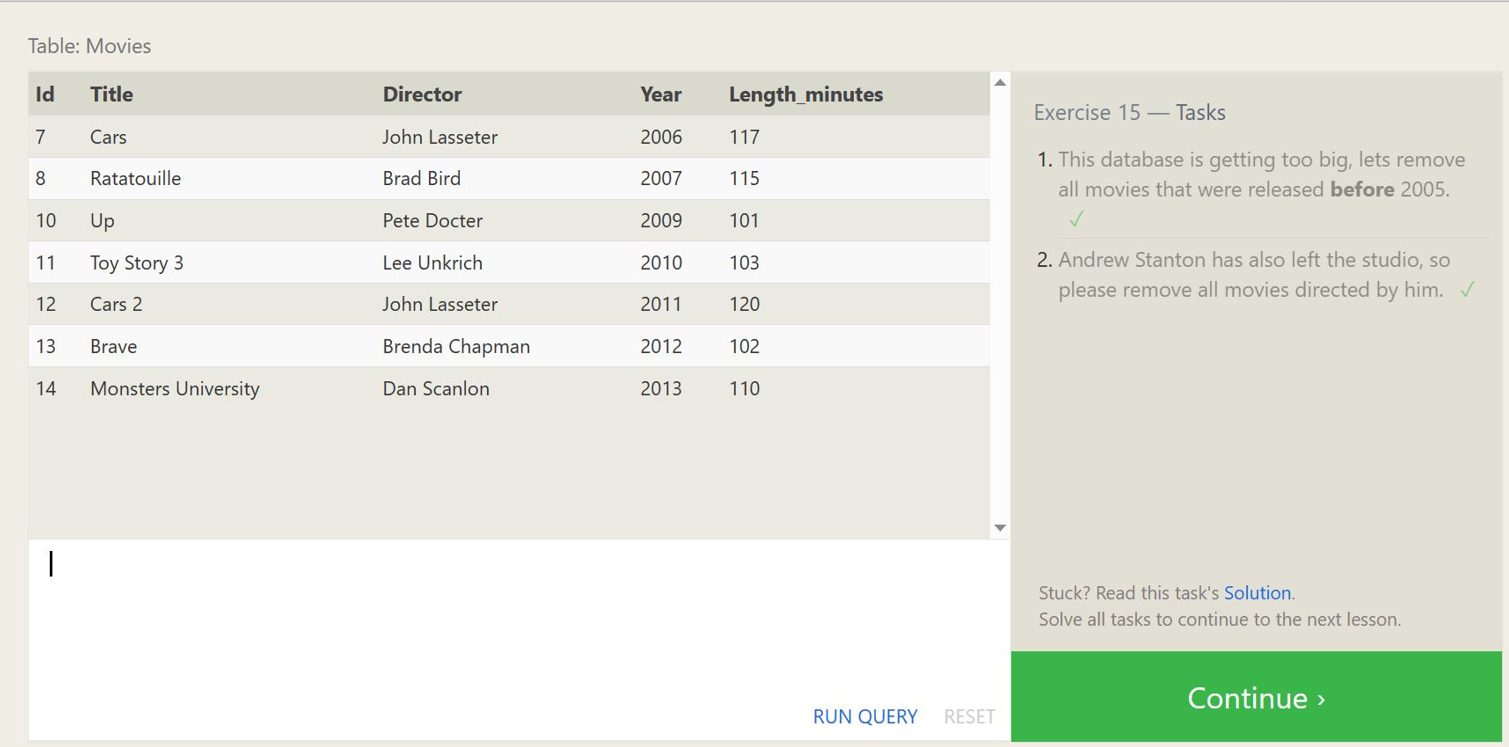 Table: Movies
Id Title Director Year Length_minutes
7 Cars John Lasseter 2006 117
8 Ratatouille Brad Bird 2007 115
10 Up Pete Docter 2009 101
11 Toy Story 3 Lee Unkrich 2010 103
12 Cars 2 John Lasseter 2011 120
13 Brave Brenda Chapman 2012 102
14 Monsters University Dan Scanlon 2013 110
RUN QUERY RESET
Exercise 15 — Tasks
1. This database is getting too big, lets remove
all movies that were released before 2005.
✓
2. Andrew Stanton has also left the studio, so
please remove all movies directed by him. ✓
Stuck? Read this task's Solution.
Solve all tasks to continue to the next lesson.
Continue ›